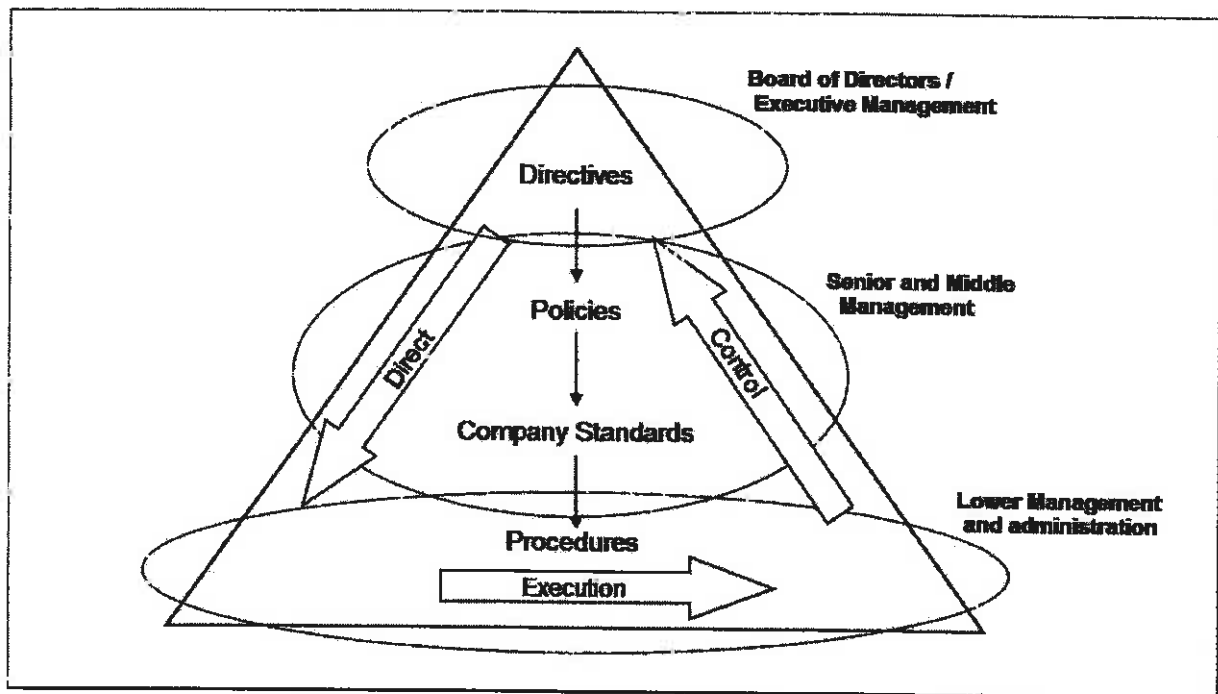 Board of Directors /
Executive Management
Directives
Senior and Middle
Management
Policies
Direct
Control
Company Standards
Lower Management
and administration
Procedures
Execution